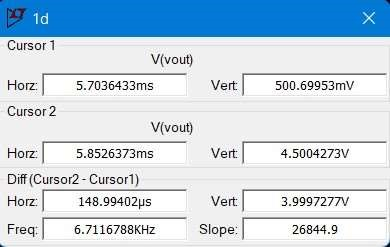 1d
Cursor 1
V(vout)
Horz: 5.7036433ms Vert: 500.69953mV
Cursor 2
V(vout)
Horz: 5.8526373ms Vert: 4.5004273V
Diff (Cursor2 - Cursor1)
Horz: 148.99402µs Vert: 3.9997277V
Freq: 6.7116788KHz Slope: 26844.9